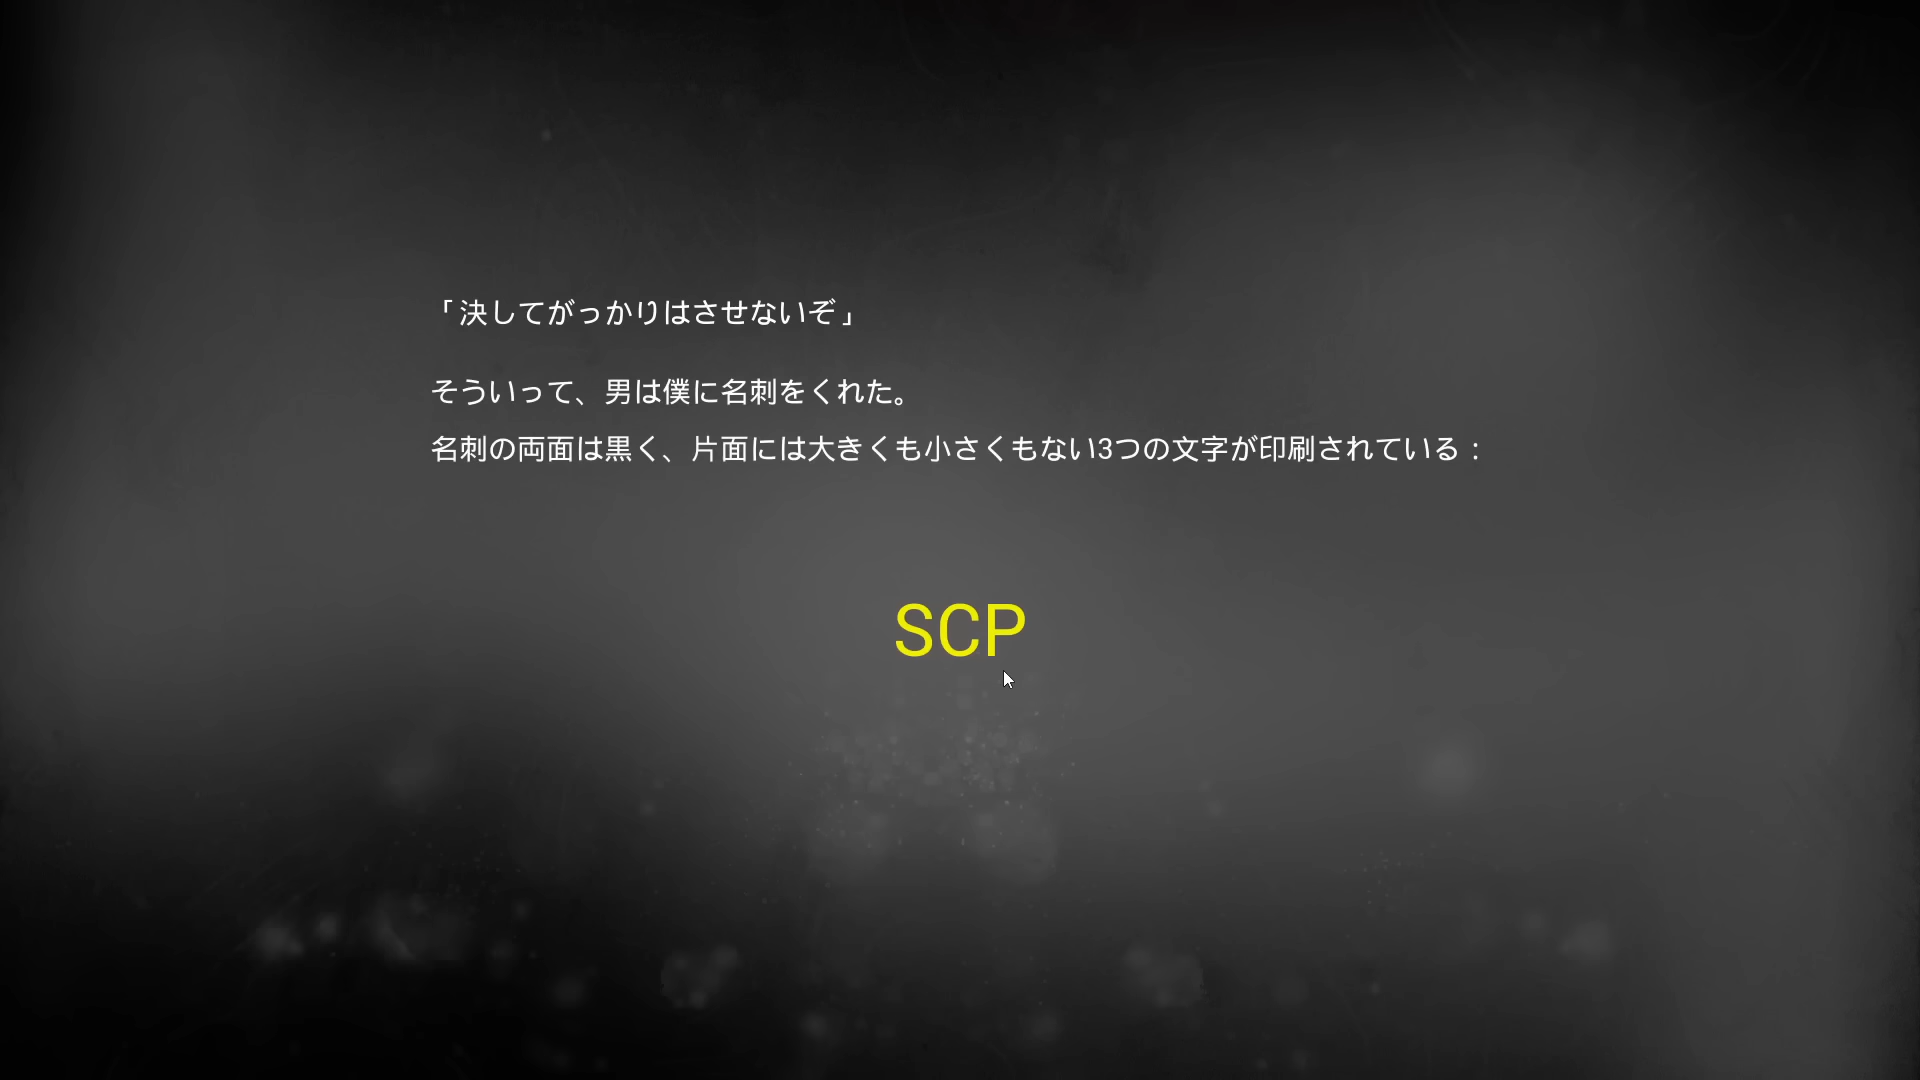 「決してがっかりはさせないぞ」
そういって、男は僕に名刺をくれた。
名刺の両面は黒く、片面には大きくも小さくもない3つの文字が印刷されている：
SCP